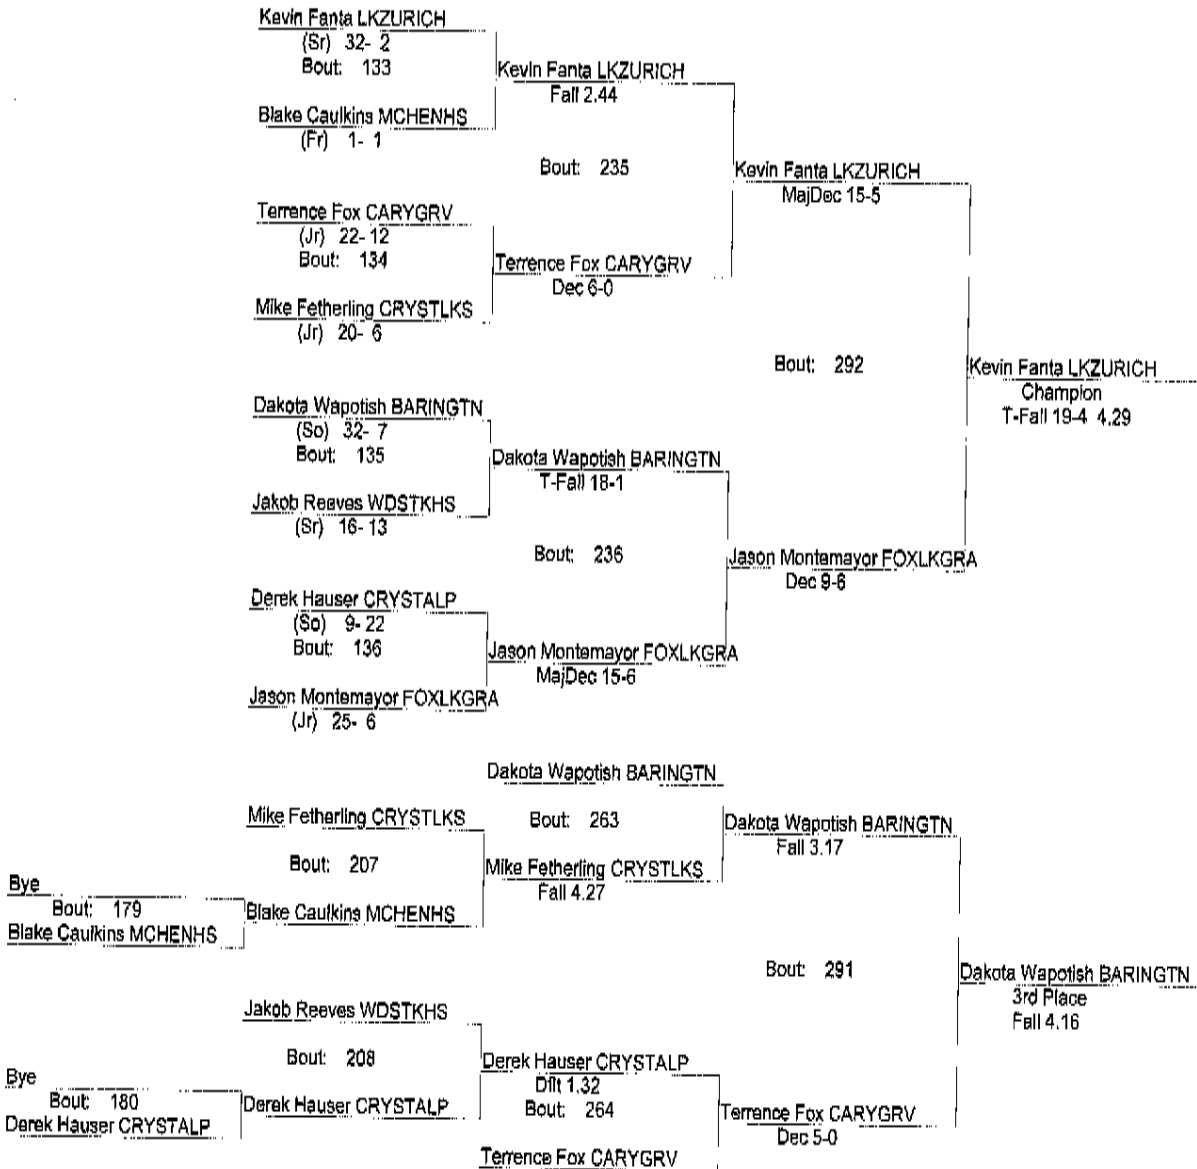 Kevin Fanta LKZURICH
(Sr) 32- 2
Bout: 133
Kevin Fanta LKZURICH
Fall 2.44
Blake Caulkins MCHENHS
(Fr) 1- 1
Bout: 235
Kevin Fanta LKZURICH
MajDec 15-5
Terrence Fox CARYGRV
(Jr) 22- 12
Bout: 134
Terrence Fox CARYGRV
Dec 6-0
Mike Fetherling CRYSTLKS
(Jr) 20- 6
Bout: 292
Kevin Fanta LKZURICH
Champion
T-Fall 19-4 4.29
Dakota Wapotish BARINGTN
(So) 32- 7
Bout: 135
Dakota Wapotish BARINGTN
T-Fall 18-1
Jakob Reeves WDSTKHS
(Sr) 16- 13
Bout: 236
Jason Montemayor FOXLKGRA
Dec 9-6
Derek Hauser CRYSTALP
(So) 9- 22
Bout: 136
Jason Montemayor FOXLKGRA
MajDec 15-6
Jason Montemayor FOXLKGRA
(Jr) 25- 6
Dakota Wapotish BARINGTN
Mike Fetherling CRYSTLKS
Bout: 263
Dakota Wapotish BARINGTN
Fall 3.17
Bout: 207
Mike Fetherling CRYSTLKS
Fall 4.27
Bye
Bout: 179
Blake Caulkins MCHENHS
Blake Caulkins MCHENHS
Bout: 291
Dakota Wapotish BARINGTN
3rd Place
Fall 4.16
Jakob Reeves WDSTKHS
Bout: 208
Derek Hauser CRYSTALP
Dflt 1.32
Bye
Bout: 180
Derek Hauser CRYSTALP
Derek Hauser CRYSTALP
Bout: 264
Terrence Fox CARYGRV
Dec 5-0
Terrence Fox CARYGRV